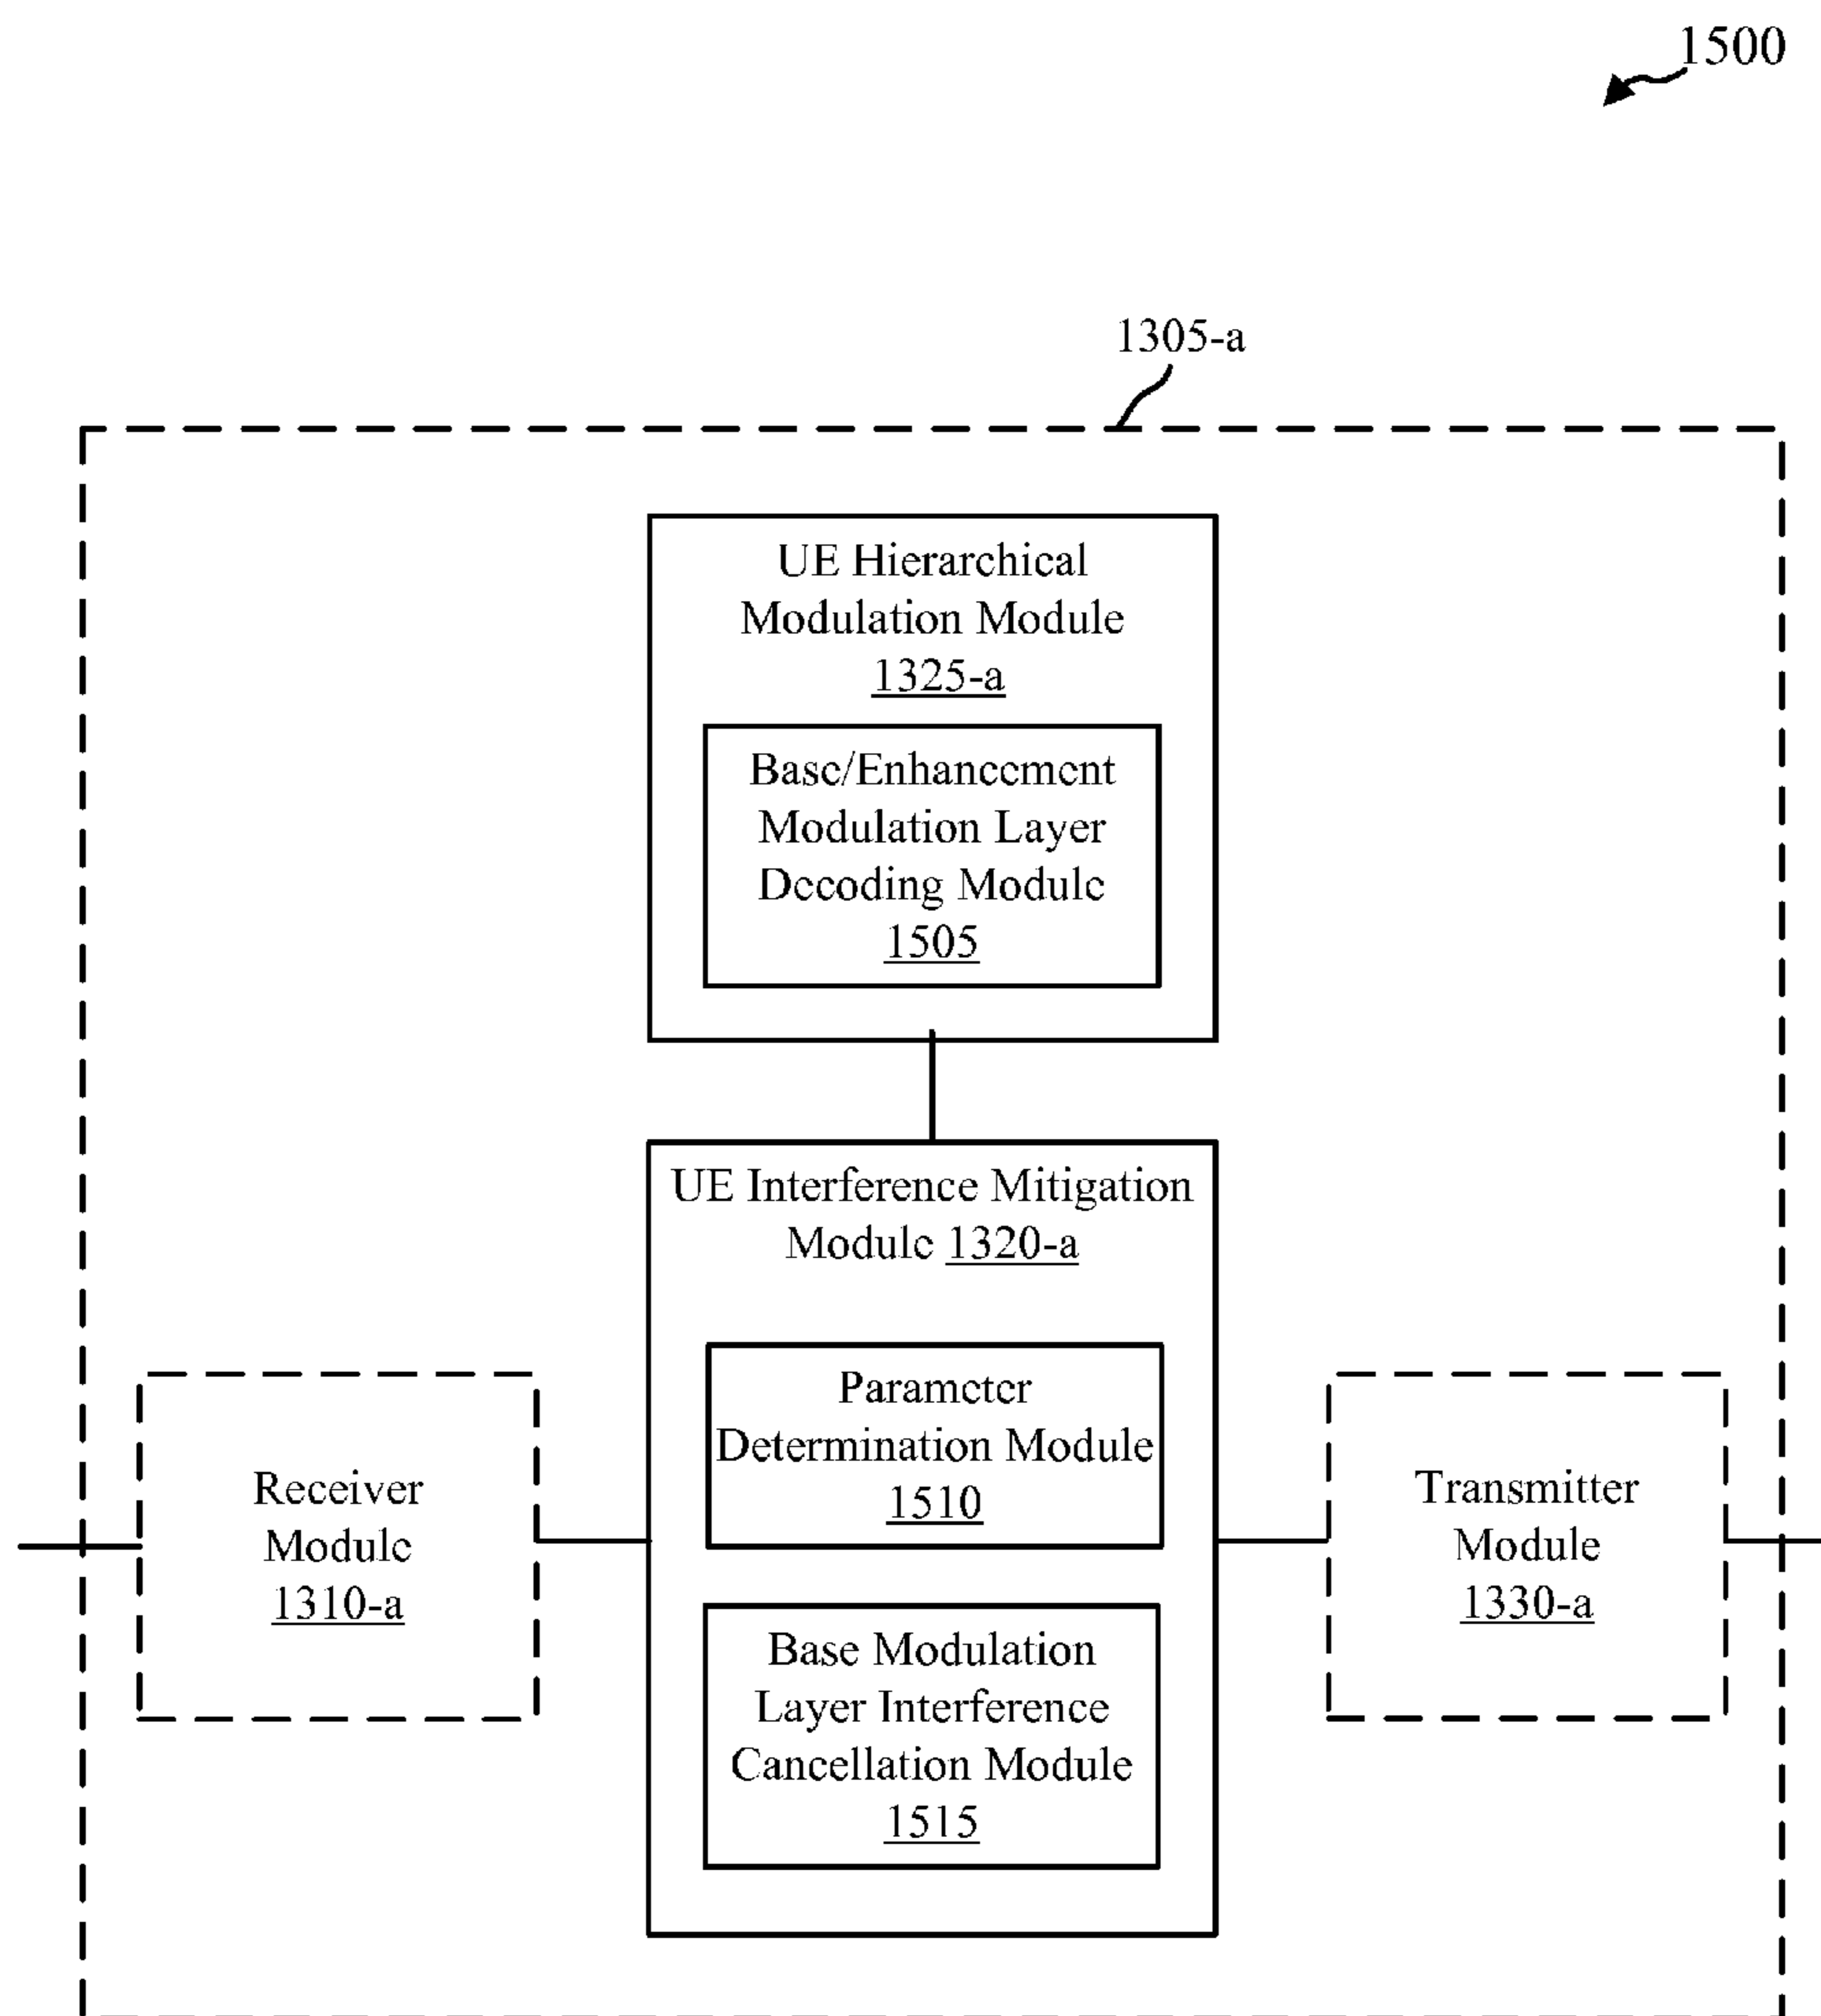 1500
1305-a
UE Hierarchical
Modulation Module
1325-a
Base/Enhancement
Modulation Layer
Decoding Module
1505
UE Interference Mitigation
Module 1320-a
Parameter
Determination Module
1510
Receiver
Module
1310-a
Transmitter
Module
1330-a
Base Modulation
Layer Interference
Cancellation Module
1515